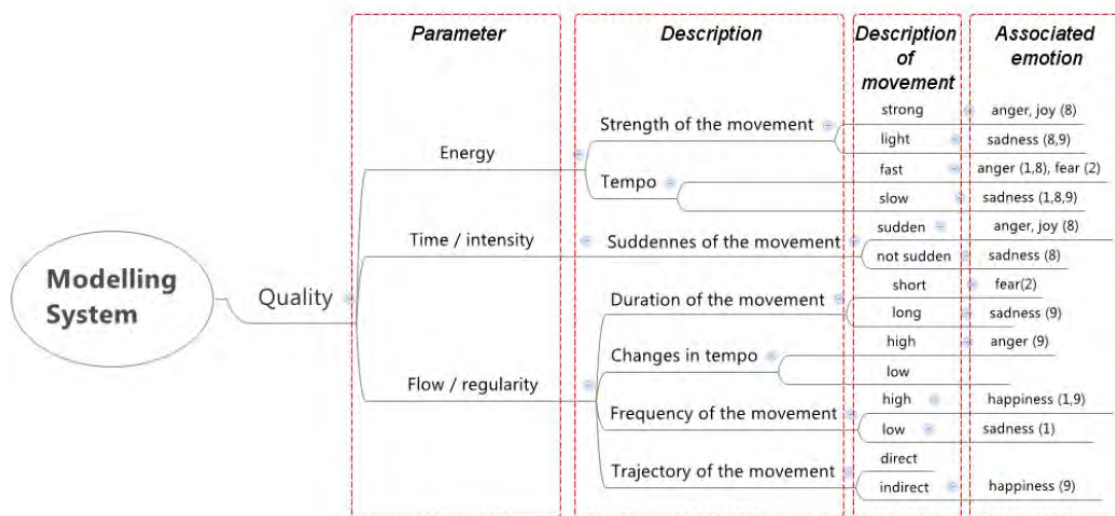 Parameter
Description
Description
of
movement
Associated
emotion
Modelling
System
Quality
Energy
Strength of the movement
strong
anger, joy (8)
light
sadness (8,9)
Tempo
fast
anger (1,8), fear (2)
slow
sadness (1,8,9)
Time / intensity
Suddennes of the movement
sudden
anger, joy (8)
not sudden
sadness (8)
Flow / regularity
Duration of the movement
short
fear(2)
long
sadness (9)
Changes in tempo
high
anger (9)
low
Frequency of the movement
high
happiness (1,9)
low
sadness (1)
Trajectory of the movement
direct
indirect
happiness (9)